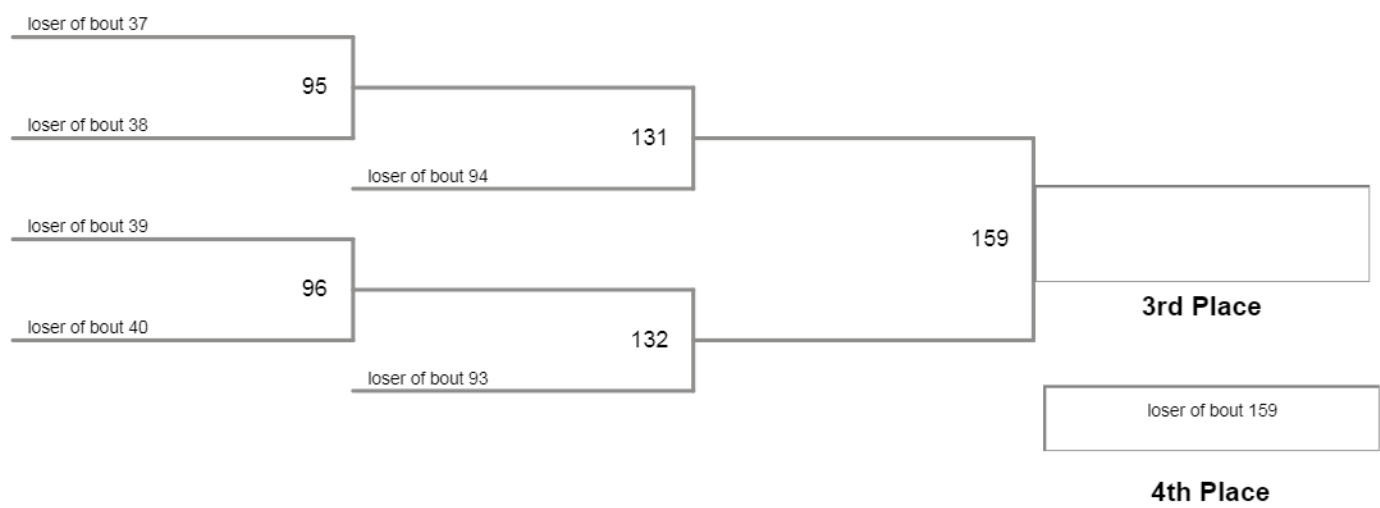 loser of bout 37
95
loser of bout 38
131
loser of bout 94
loser of bout 39
159
96
3rd Place
loser of bout 40
132
loser of bout 93
loser of bout 159
4th Place